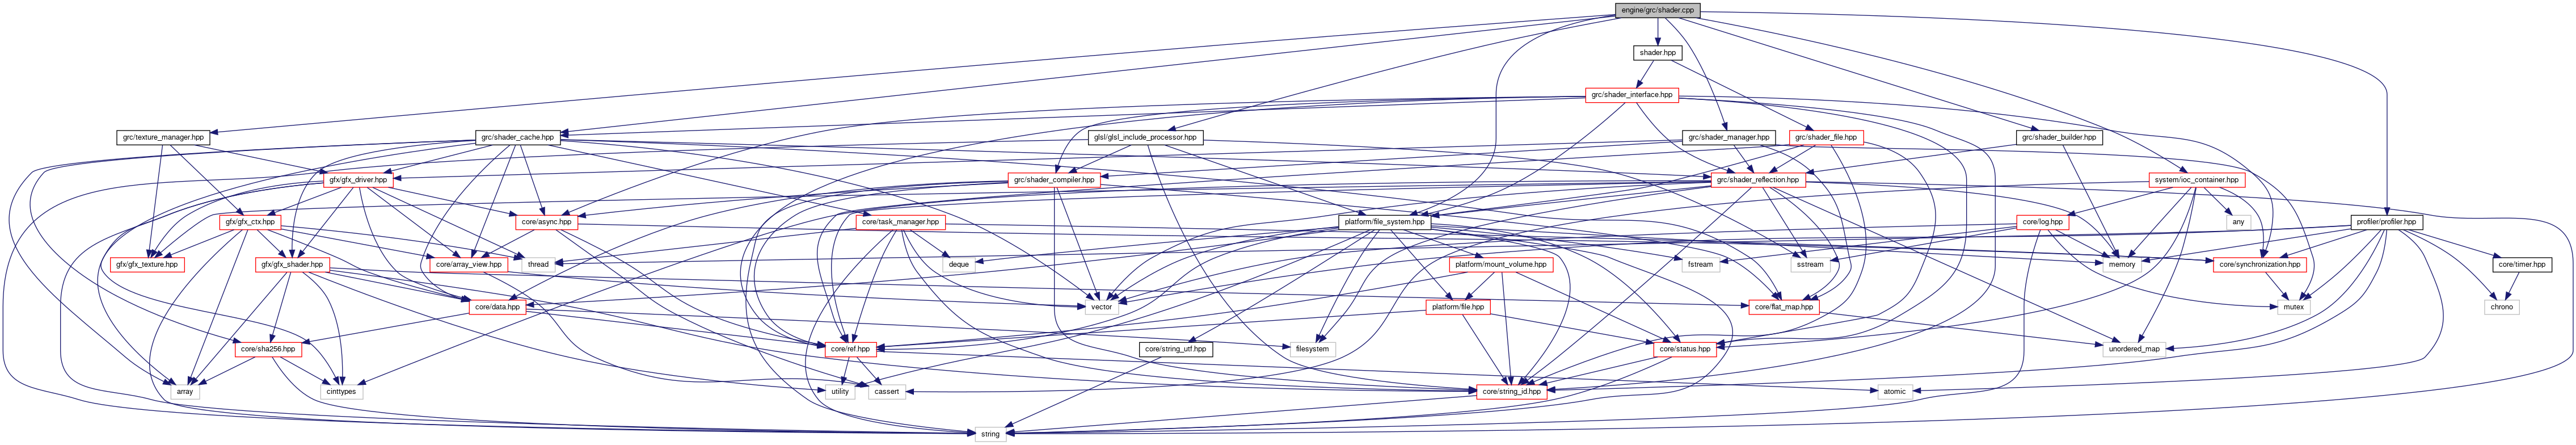 engine/grc/shader.cpp
shader.hpp
grc/shader_interface.hpp
grc/texture_manager.hpp
grc/shader_cache.hpp
glsl/glsl_include_processor.hpp
grc/shader_manager.hpp
grc/shader_file.hpp
grc/shader_builder.hpp
gfx/gfx_driver.hpp
grc/shader_compiler.hpp
grc/shader_reflection.hpp
system/ioc_container.hpp
gfx/gfx_ctx.hpp
core/async.hpp
core/task_manager.hpp
platform/file_system.hpp
core/log.hpp
any
profiler/profiler.hpp
gfx/gfx_texture.hpp
gfx/gfx_shader.hpp
core/array_view.hpp
thread
deque
platform/mount_volume.hpp
fstream
sstream
memory
core/synchronization.hpp
core/timer.hpp
core/data.hpp
vector
platform/file.hpp
core/flat_map.hpp
mutex
chrono
core/sha256.hpp
core/ref.hpp
core/string_utf.hpp
filesystem
core/status.hpp
unordered_map
array
cinttypes
utility
cassert
core/string_id.hpp
atomic
string